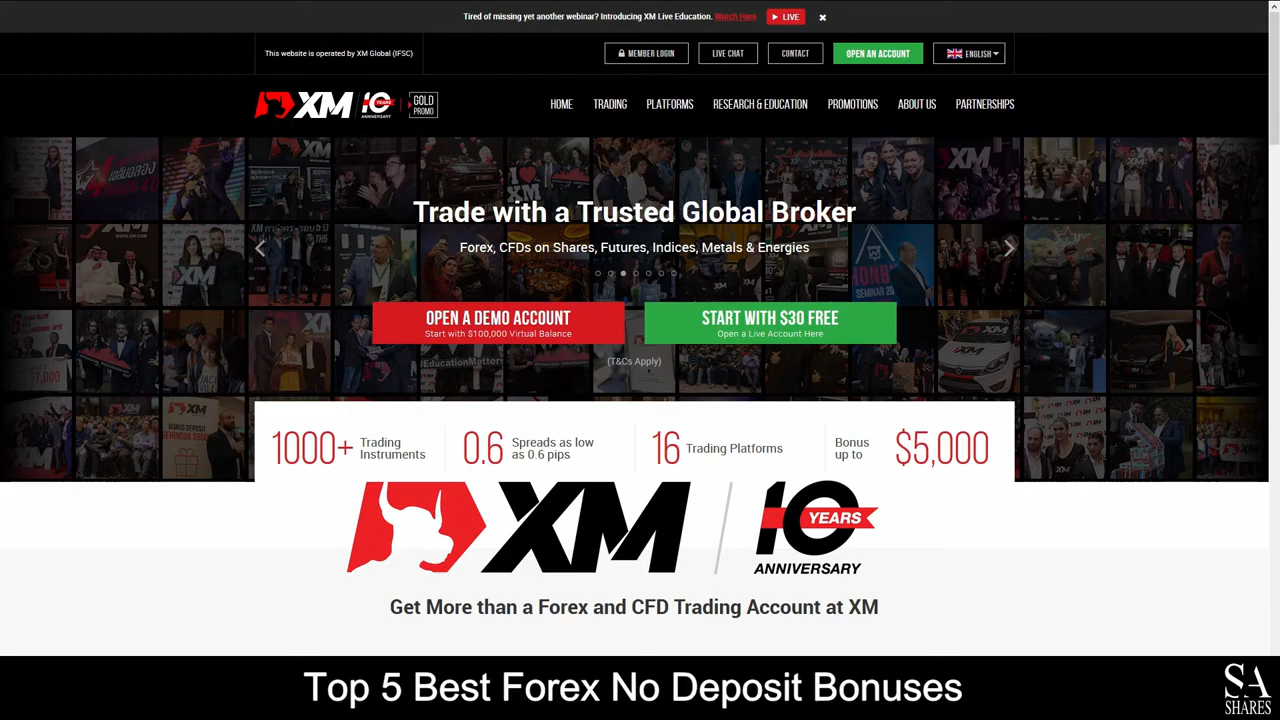 Tired of missing yet another webinar? Introducing XM Live Education. Watch Here LIVE
This website is operated by XM Global (IFSC)
MEMBER LOGIN
LIVE CHAT
CONTACT
OPEN AN ACCOUNT
ENGLISH
XM 10 YEARS ANNIVERSARY
GOLD
PROMO
HOME
TRADING
PLATFORMS
RESEARCH & EDUCATION
PROMOTIONS
ABOUT US
PARTNERSHIPS
Trade with a Trusted Global Broker
Forex, CFDs on Shares, Futures, Indices, Metals & Energies
OPEN A DEMO ACCOUNT
Start with $100,000 Virtual Balance
START WITH $30 FREE
Open a Live Account Here
(T&Cs Apply)
1000+
Trading
Instruments
0.6
Spreads as low
as 0.6 pips
16
Trading Platforms
Bonus
up to
$5,000
XM
10
YEARS
ANNIVERSARY
Get More than a Forex and CFD Trading Account at XM
Top 5 Best Forex No Deposit Bonuses
SA
SHARES